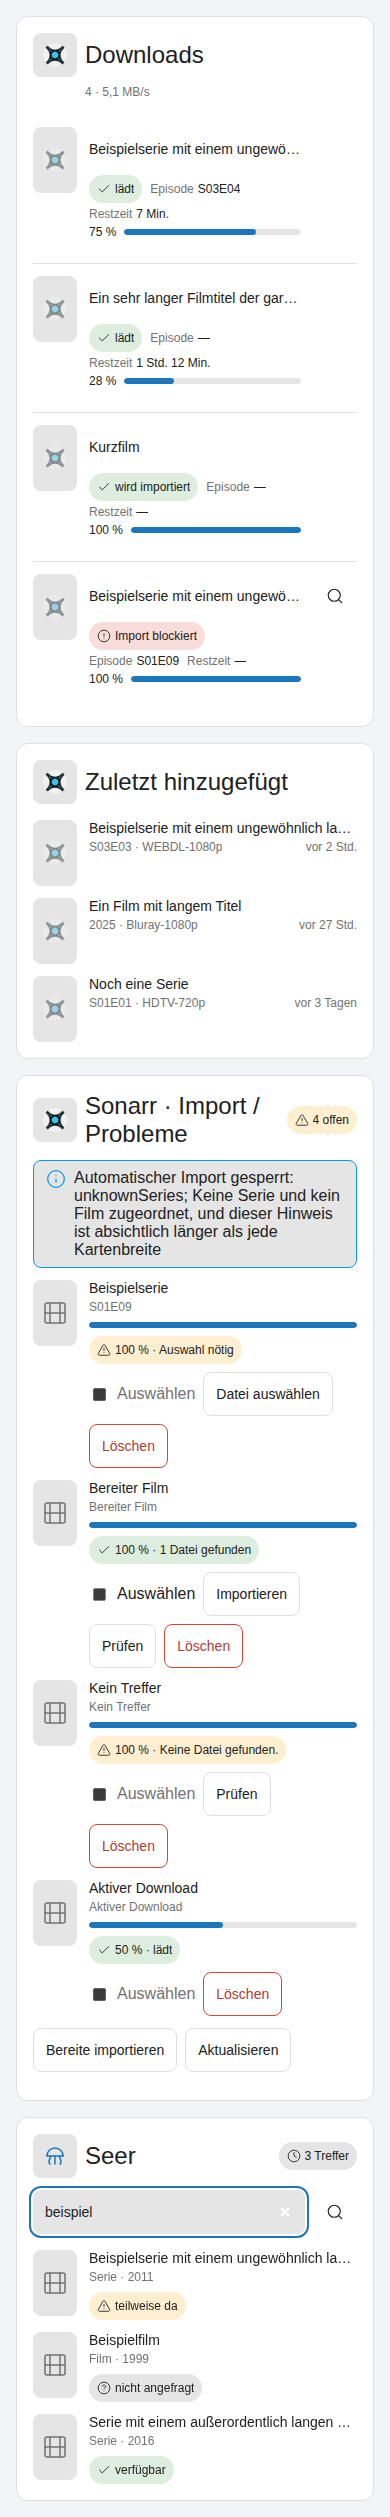 Downloads
4 · 5,1 MB/s
Beispielserie mit einem ungewö…
lädt Episode S03E04
Restzeit 7 Min.
75 %
Ein sehr langer Filmtitel der gar…
lädt Episode —
Restzeit 1 Std. 12 Min.
28 %
Kurzfilm
wird importiert Episode —
Restzeit —
100 %
Beispielserie mit einem ungewö…
Import blockiert
Episode S01E09 Restzeit —
100 %
Zuletzt hinzugefügt
Beispielserie mit einem ungewöhnlich la…
S03E03 · WEBDL-1080p vor 2 Std.
Ein Film mit langem Titel
2025 · Bluray-1080p vor 27 Std.
Noch eine Serie
S01E01 · HDTV-720p vor 3 Tagen
Sonarr · Import /
Probleme
4 offen
Automatischer Import gesperrt:
unknownSeries; Keine Serie und kein
Film zugeordnet, und dieser Hinweis
ist absichtlich länger als jede
Kartenbreite
Beispielserie
S01E09
100 % · Auswahl nötig
Auswählen Datei auswählen
Löschen
Bereiter Film
Bereiter Film
100 % · 1 Datei gefunden
Auswählen Importieren
Prüfen Löschen
Kein Treffer
Kein Treffer
100 % · Keine Datei gefunden.
Auswählen Prüfen
Löschen
Aktiver Download
Aktiver Download
50 % · lädt
Auswählen Löschen
Bereite importieren Aktualisieren
Seer 3 Treffer
beispiel
Beispielserie mit einem ungewöhnlich la…
Serie · 2011
teilweise da
Beispielfilm
Film · 1999
nicht angefragt
Serie mit einem außerordentlich langen …
Serie · 2016
verfügbar